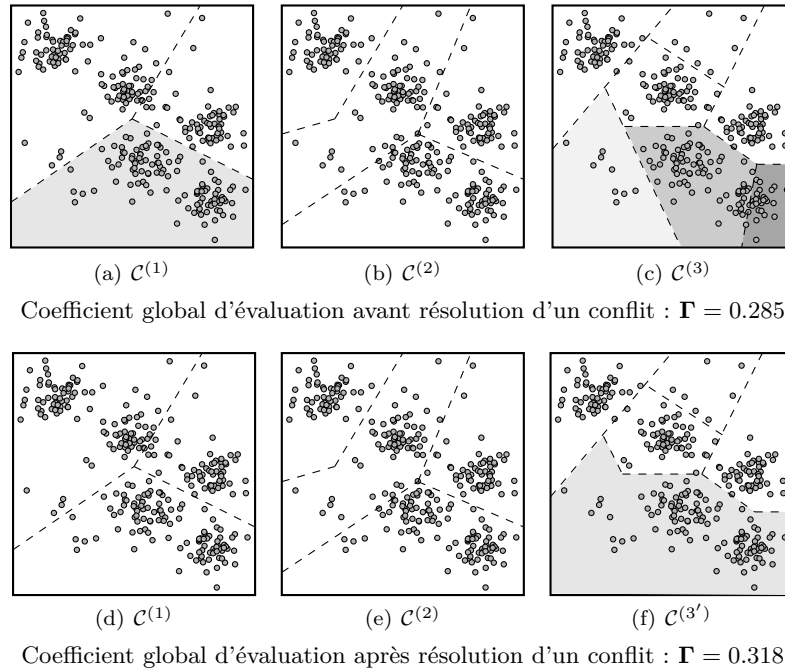 (a) C^(1)
(b) C^(2)
(c) C^(3)
Coefficient global d'évaluation avant résolution d'un conflit : Γ = 0.285
(d) C^(1)
(e) C^(2)
(f) C^(3')
Coefficient global d'évaluation après résolution d'un conflit : Γ = 0.318